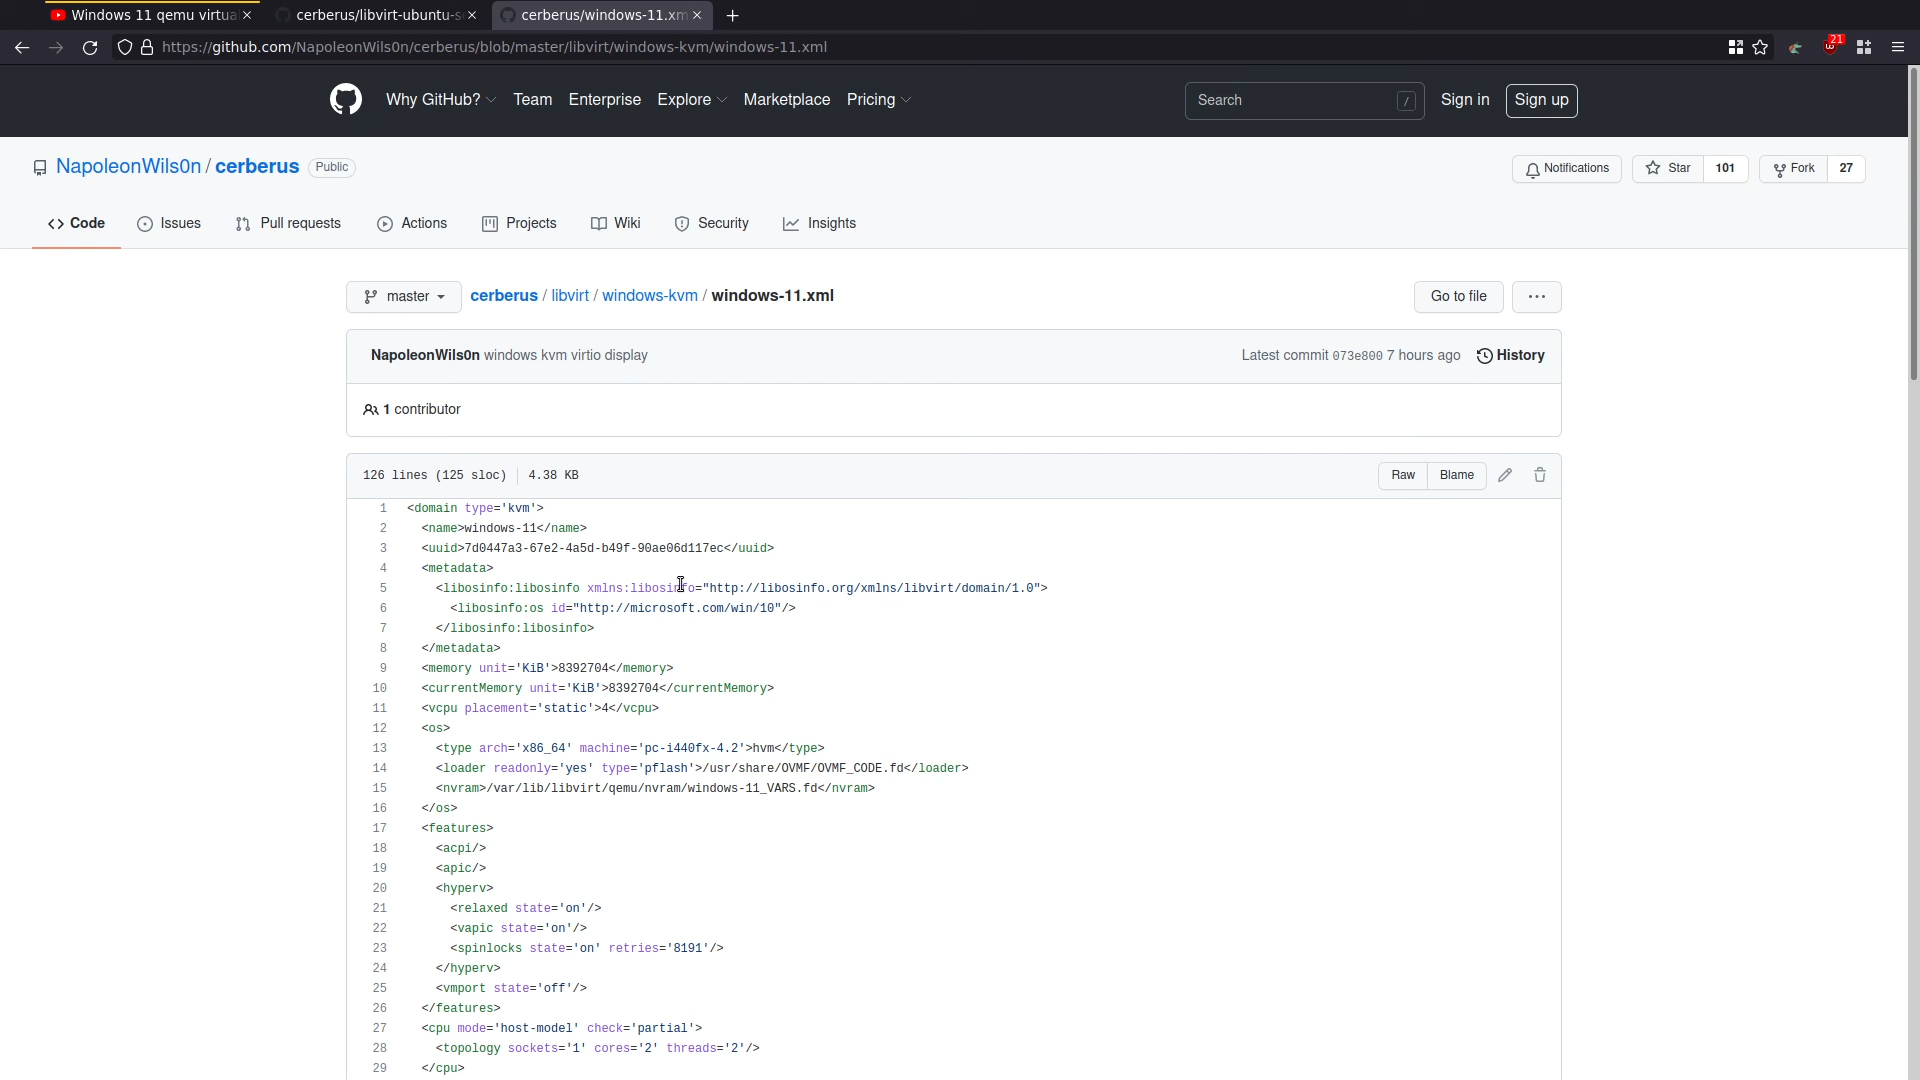 Windows 11 qemu virtua
cerberus/libvirt-ubuntu-s
cerberus/windows-11.xm
https://github.com/NapoleonWils0n/cerberus/blob/master/libvirt/windows-kvm/windows-11.xml
21
Why GitHub? Team Enterprise Explore Marketplace Pricing Search / Sign in Sign up
NapoleonWils0n / cerberus Public
Notifications Star 101 Fork 27
Code Issues Pull requests Actions Projects Wiki Security Insights
master cerberus / libvirt / windows-kvm / windows-11.xml Go to file ...
NapoleonWils0n windows kvm virtio display Latest commit 073e800 7 hours ago History
1 contributor
126 lines (125 sloc) 4.38 KB Raw Blame
1 <domain type='kvm'>
2 <name>windows-11</name>
3 <uuid>7d0447a3-67e2-4a5d-b49f-90ae06d117ec</uuid>
4 <metadata>
5 <libosinfo:libosinfo xmlns:libosinfo="http://libosinfo.org/xmlns/libvirt/domain/1.0">
6 <libosinfo:os id="http://microsoft.com/win/10"/>
7 </libosinfo:libosinfo>
8 </metadata>
9 <memory unit='KiB'>8392704</memory>
10 <currentMemory unit='KiB'>8392704</currentMemory>
11 <vcpu placement='static'>4</vcpu>
12 <os>
13 <type arch='x86_64' machine='pc-i440fx-4.2'>hvm</type>
14 <loader readonly='yes' type='pflash'>/usr/share/OVMF/OVMF_CODE.fd</loader>
15 <nvram>/var/lib/libvirt/qemu/nvram/windows-11_VARS.fd</nvram>
16 </os>
17 <features>
18 <acpi/>
19 <apic/>
20 <hyperv>
21 <relaxed state='on'/>
22 <vapic state='on'/>
23 <spinlocks state='on' retries='8191'/>
24 </hyperv>
25 <vmport state='off'/>
26 </features>
27 <cpu mode='host-model' check='partial'>
28 <topology sockets='1' cores='2' threads='2'/>
29 </cpu>